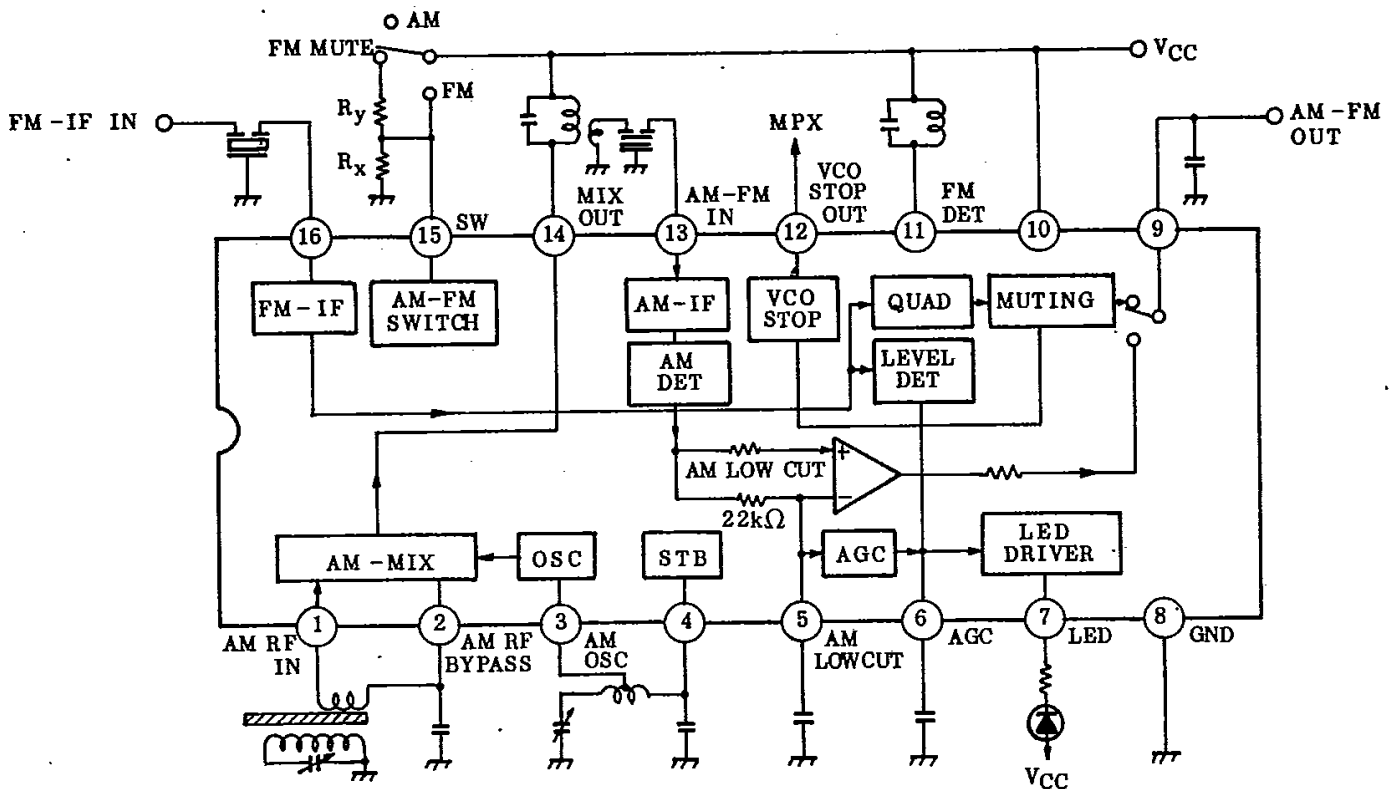 AM
FM MUTE
VCC
FM-IF IN
Ry
FM
Rx
MPX
AM-FM
OUT
SW
MIX
OUT
AM-FM
IN
VCO
STOP
OUT
FM
DET
16
15
14
13
12
11
10
9
FM-IF
AM-FM
SWITCH
AM-IF
VCO
STOP
QUAD
MUTING
AM
DET
LEVEL
DET
+
AM LOW CUT
−
22kΩ
AM-MIX
OSC
STB
AGC
LED
DRIVER
1
2
3
4
5
6
7
8
AM RF
IN
AM RF
BYPASS
AM
OSC
AM
LOWCUT
AGC
LED
GND
VCC